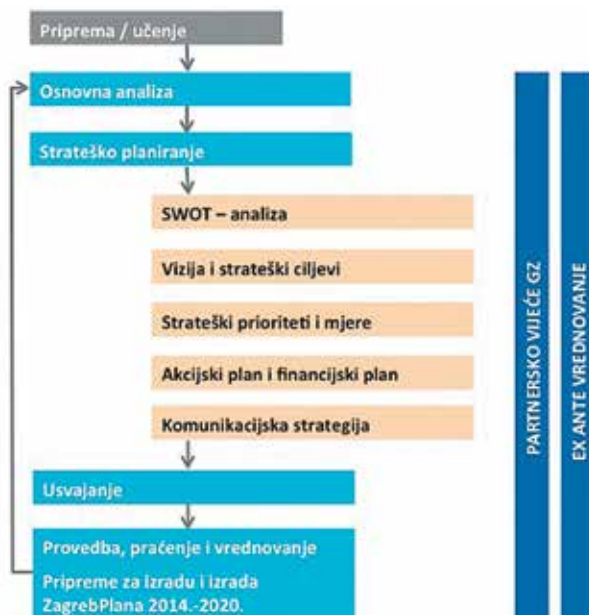 Priprema / učenje
Osnovna analiza
Strateško planiranje
SWOT – analiza
Vizija i strateški ciljevi
Strateški prioriteti i mjere
Akcijski plan i financijski plan
Komunikacijska strategija
Usvajanje
Provedba, praćenje i vrednovanje
Pripreme za izradu i izrada
ZagrebPlana 2014.-2020.
PARTNERSKO VIJEĆE GZ
EX ANTE VREDNOVANJE